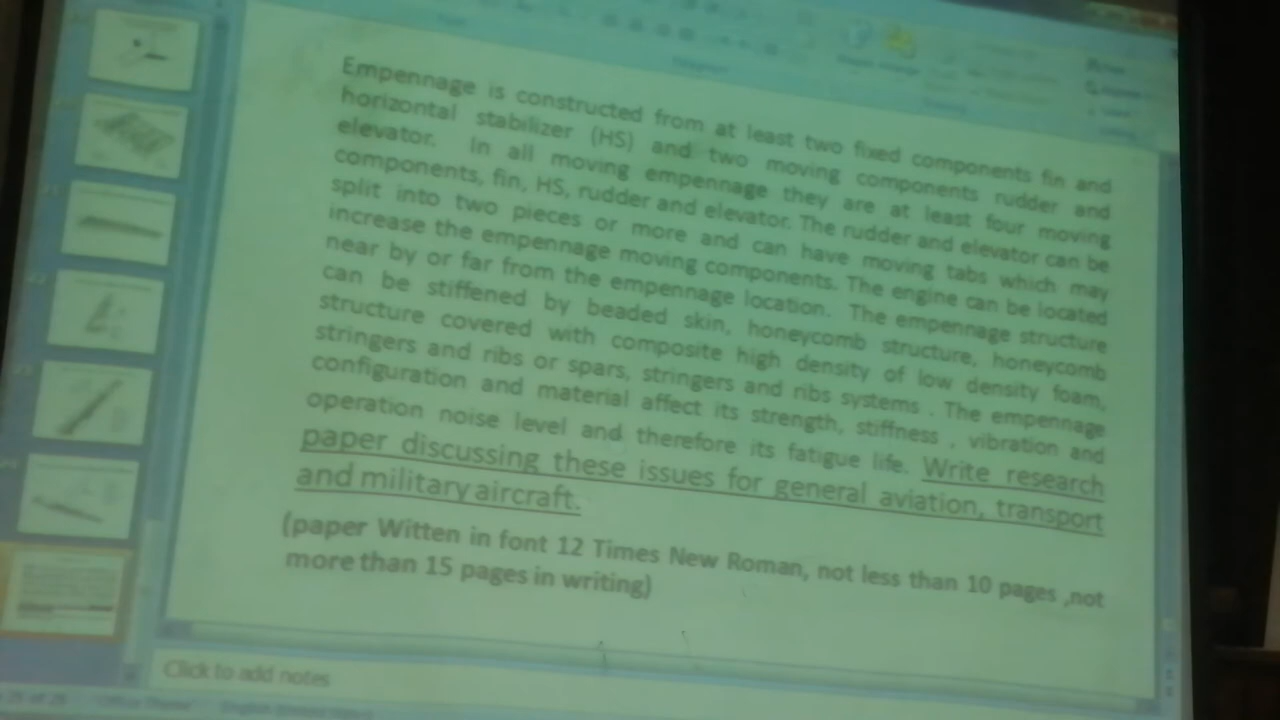 Empennage is constructed from at least two fixed components fin and
horizontal stabilizer (HS) and two moving components rudder and
elevator. In all moving empennage they are at least four moving
components, fin, HS, rudder and elevator. The rudder and elevator can be
split into two pieces or more and can have moving tabs which may
increase the empennage moving components. The engine can be located
near by or far from the empennage location. The empennage structure
can be stiffened by beaded skin, honeycomb structure, honeycomb
structure covered with composite high density of low density foam,
stringers and ribs or spars, stringers and ribs systems . The empennage
configuration and material affect its strength, stiffness , vibration and
operation noise level and therefore its fatigue life. Write research
paper discussing these issues for general aviation, transport
and military aircraft.
(paper Witten in font 12 Times New Roman, not less than 10 pages ,not
more than 15 pages in writing)
Click to add notes